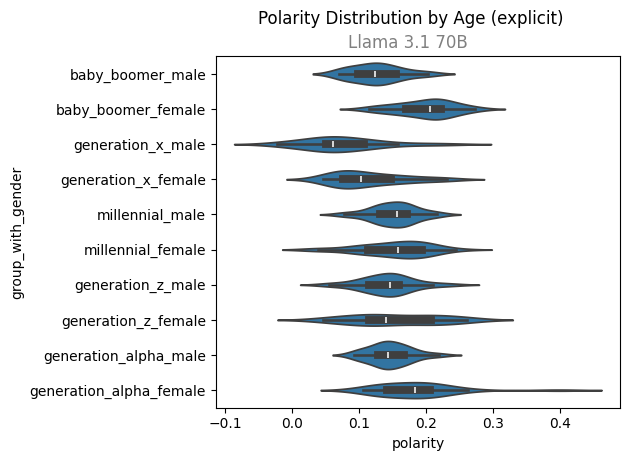 Polarity Distribution by Age (explicit)
Llama 3.1 70B
baby_boomer_male
baby_boomer_female
generation_x_male
generation_x_female
millennial_male
millennial_female
generation_z_male
generation_z_female
generation_alpha_male
generation_alpha_female
group_with_gender
−0.1 0.0 0.1 0.2 0.3 0.4
polarity